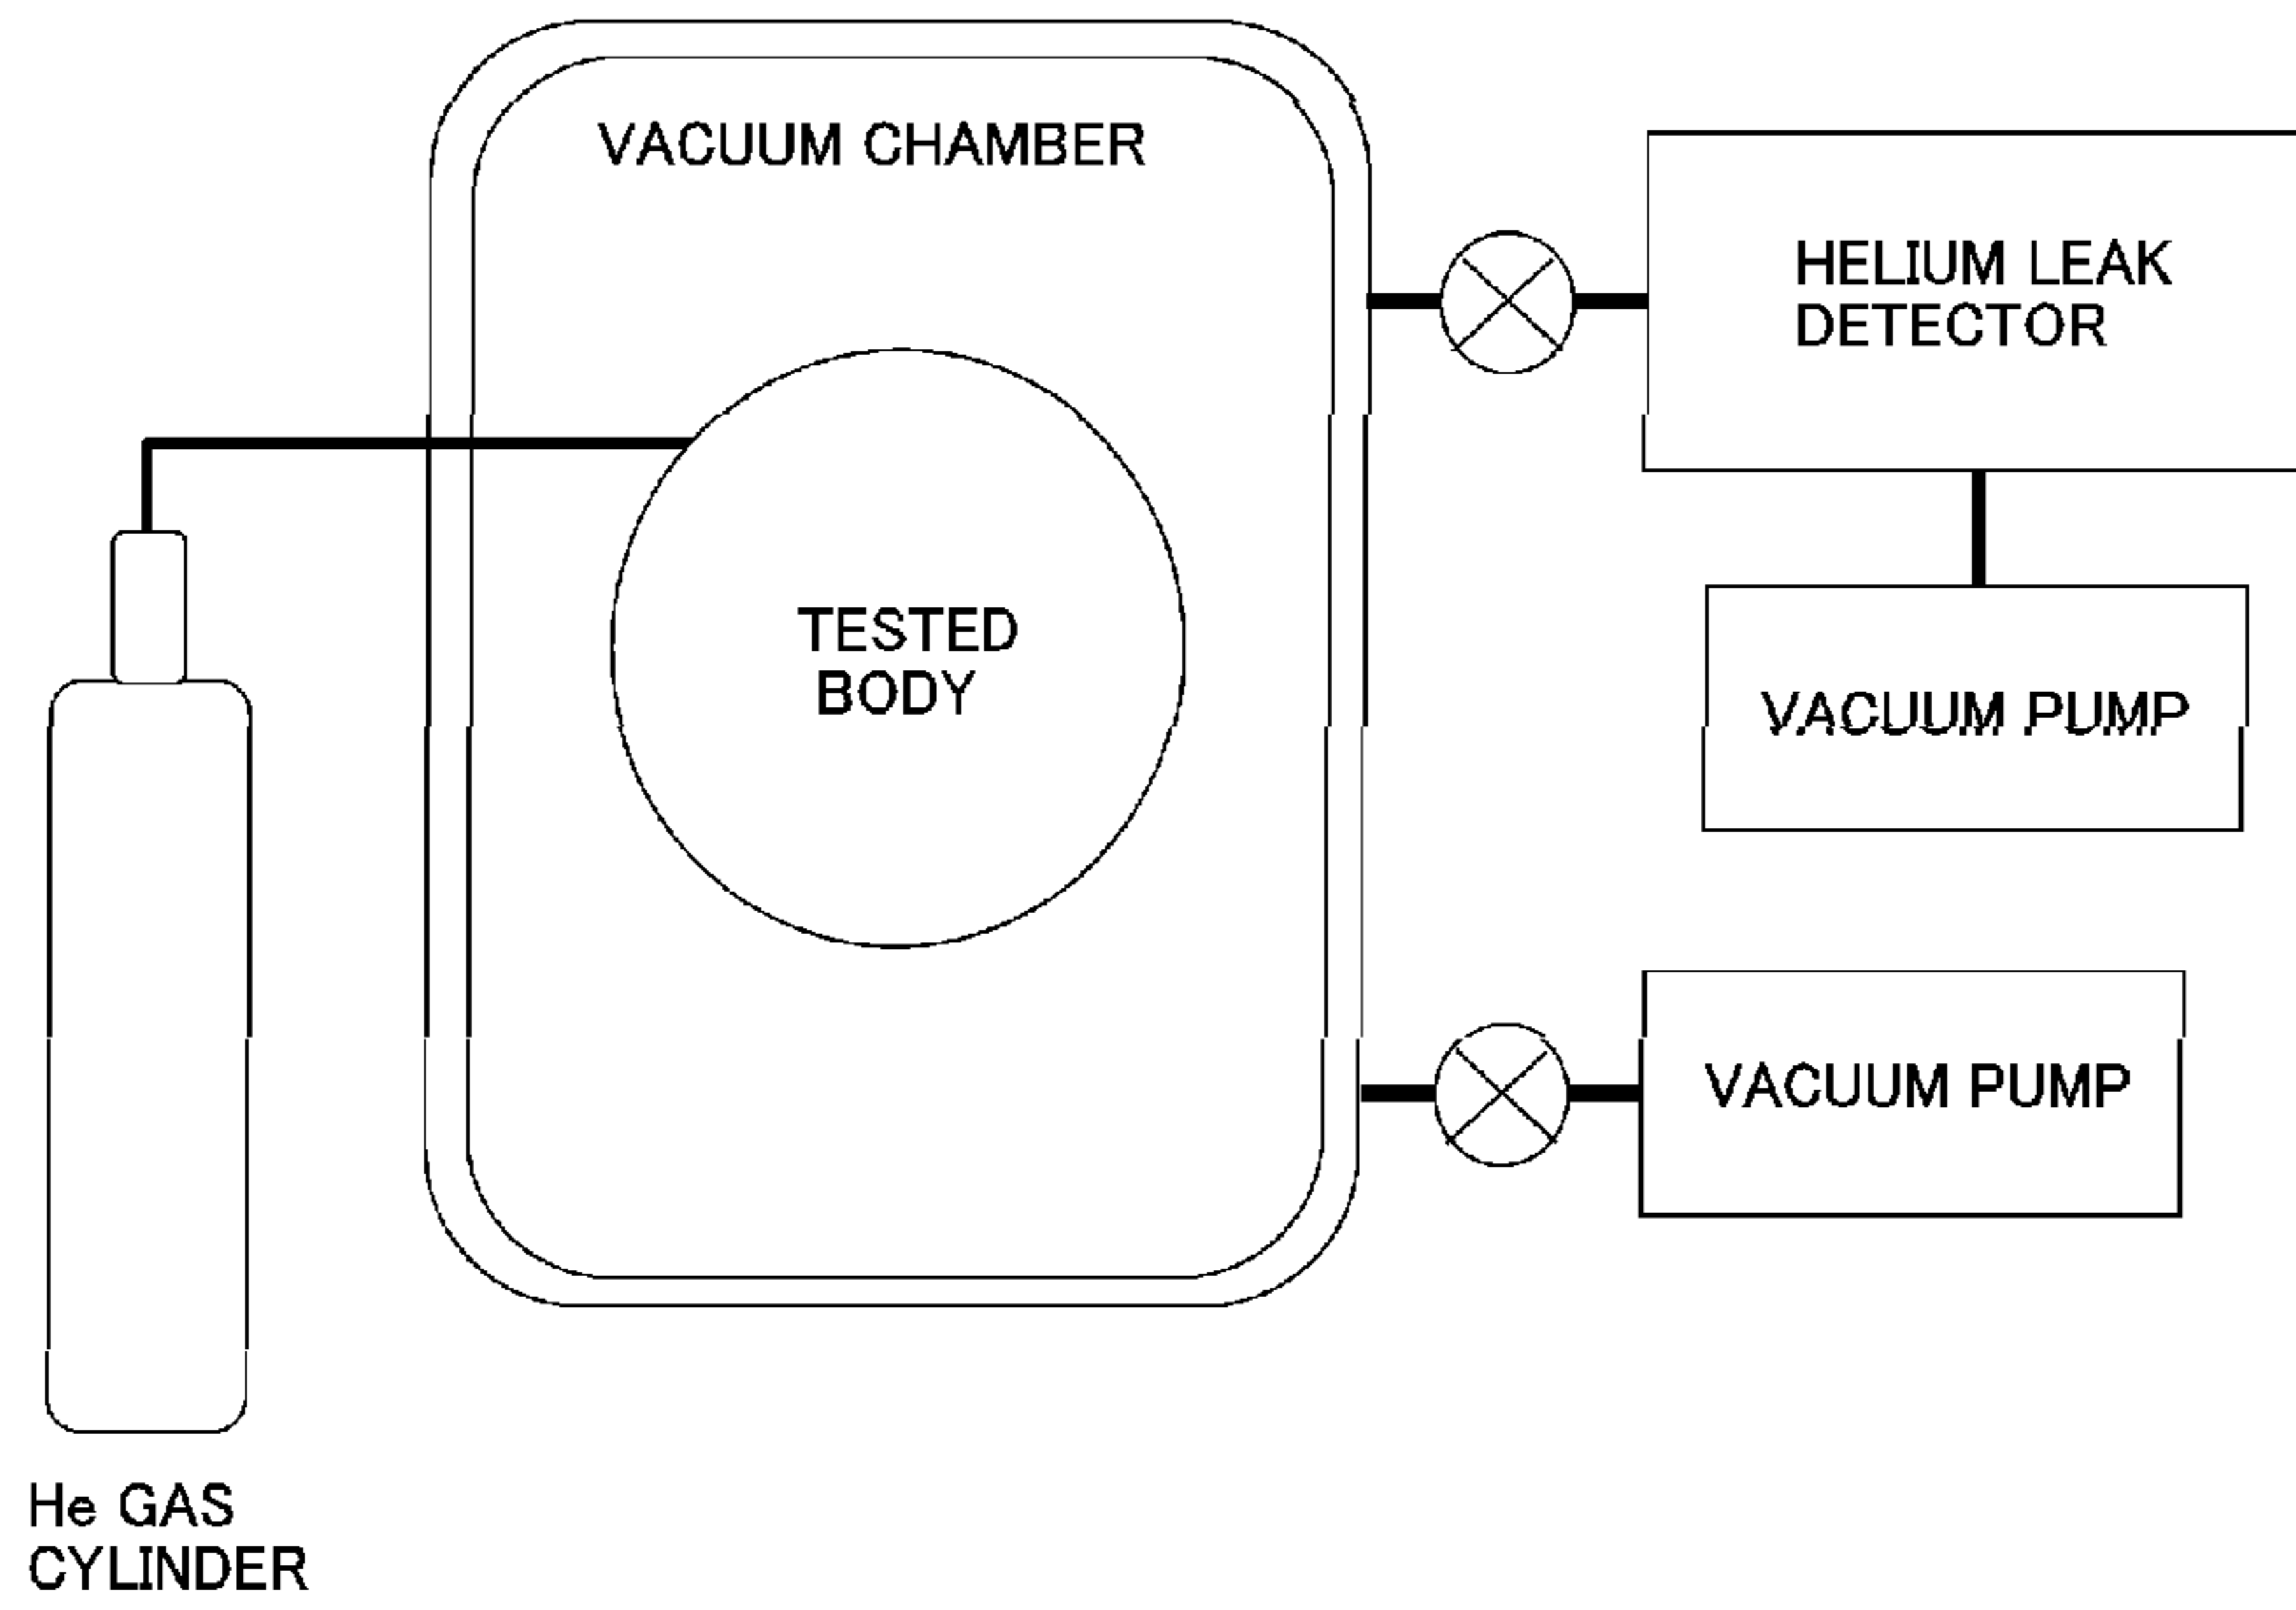 VACUUM CHAMBER
HELIUM LEAK
DETECTOR
TESTED
BODY
VACUUM PUMP
VACUUM PUMP
He GAS
CYLINDER